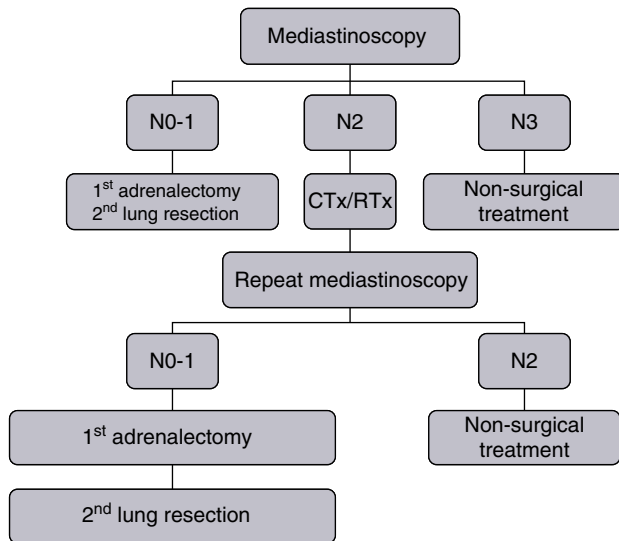 Mediastinoscopy
N0-1
N2
N3
1st adrenalectomy
2nd lung resection
CTx/RTx
Non-surgical
treatment
Repeat mediastinoscopy
N0-1
N2
1st adrenalectomy
Non-surgical
treatment
2nd lung resection